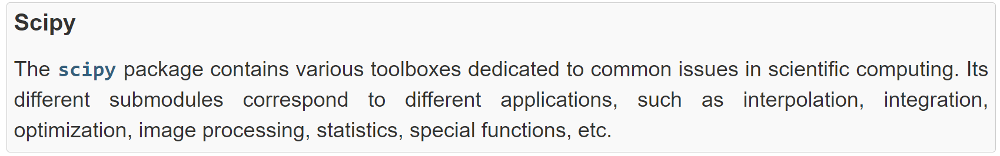 Scipy
The scipy package contains various toolboxes dedicated to common issues in scientific computing. Its
different submodules correspond to different applications, such as interpolation, integration,
optimization, image processing, statistics, special functions, etc.